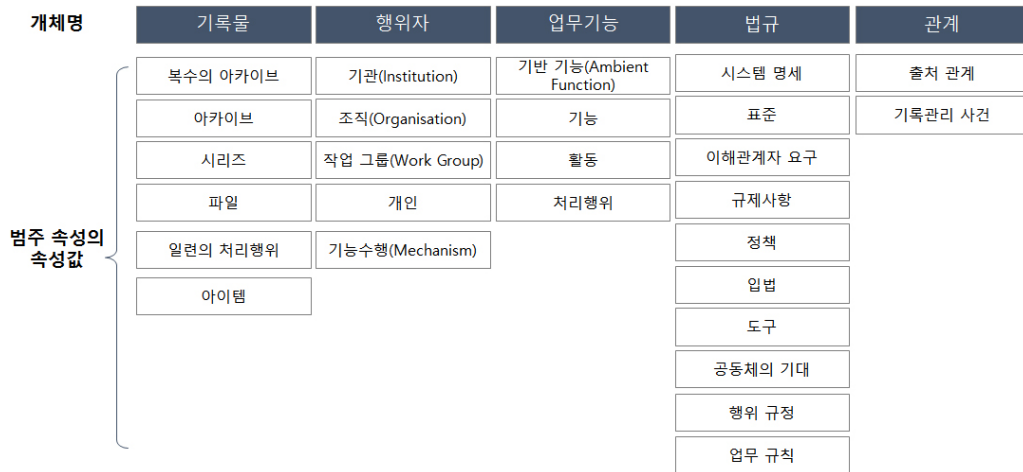 개체명
기록물
행위자
업무기능
법규
관계
복수의 아카이브
기관(Institution)
기반 기능(Ambient
Function)
시스템 명세
출처 관계
아카이브
조직(Organisation)
기능
표준
기록관리 사건
시리즈
작업 그룹(Work Group)
활동
이해관계자 요구
파일
개인
처리행위
규제사항
범주 속성의
속성값
일련의 처리행위
기능수행(Mechanism)
정책
아이템
입법
도구
공동체의 기대
행위 규정
업무 규칙